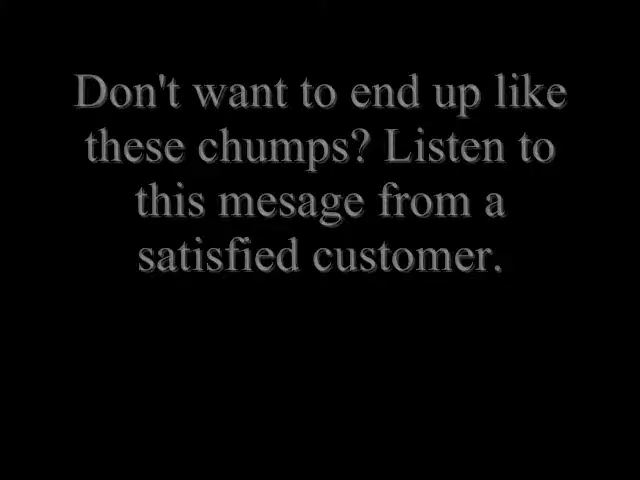 Don't want to end up like
these chumps? Listen to
this mesage from a
satisfied customer.